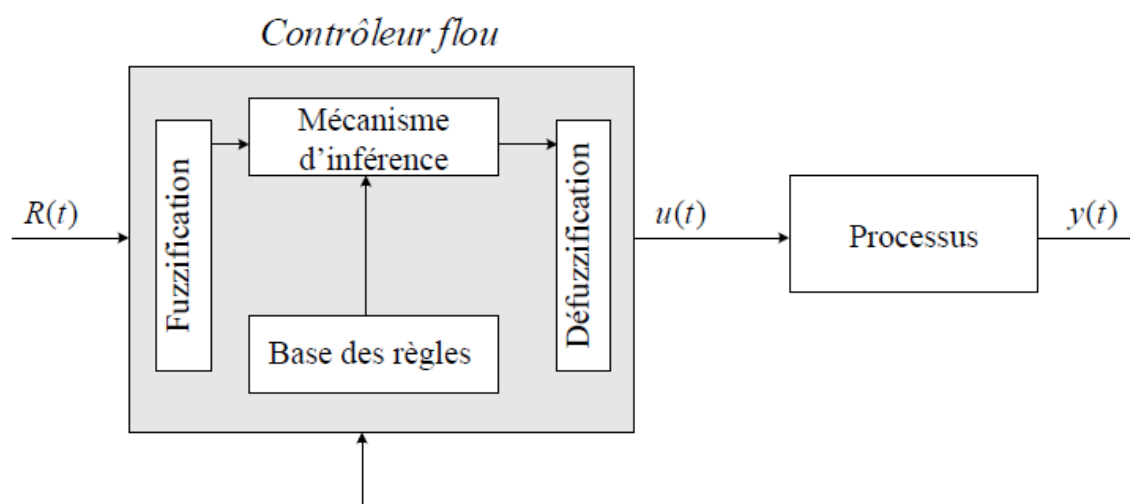 Contrôleur flou
Mécanisme
d’inférence
Fuzzification
Défuzzification
R(t)
u(t)
Processus
y(t)
Base des règles